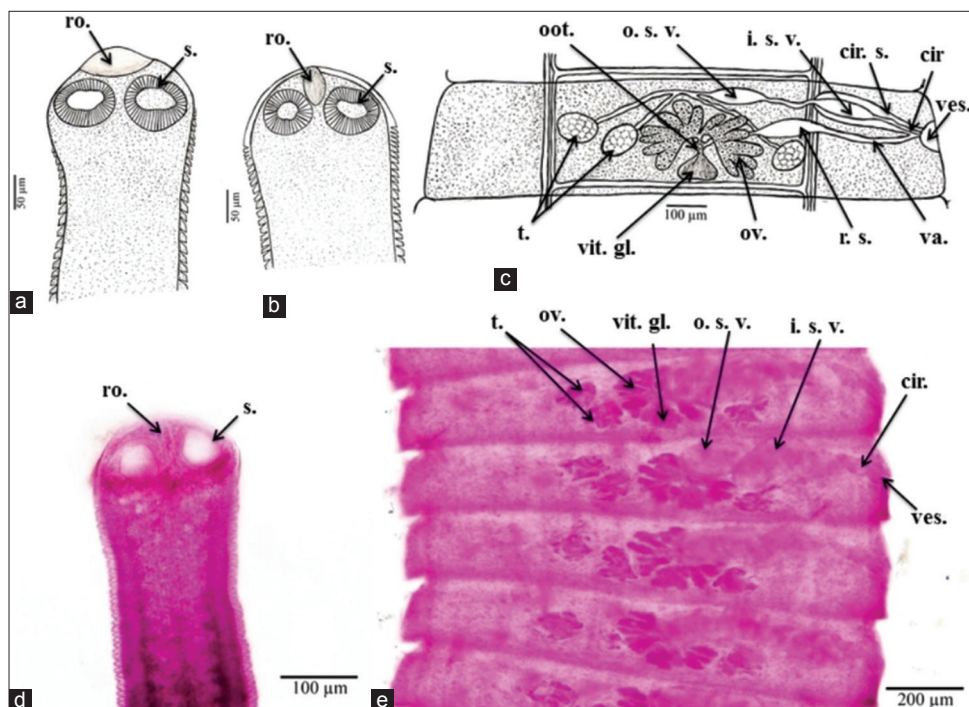 ro.
s.
50 µm
a
ro.
s.
50 µm
b
oot.
o. s. v.
i. s. v.
cir. s.
cir
ves.
t.
vit. gl.
100 µm
ov.
r. s.
va.
c
ro.
s.
100 µm
d
t.
ov.
vit. gl.
o. s. v.
i. s. v.
cir.
ves.
200 µm
e